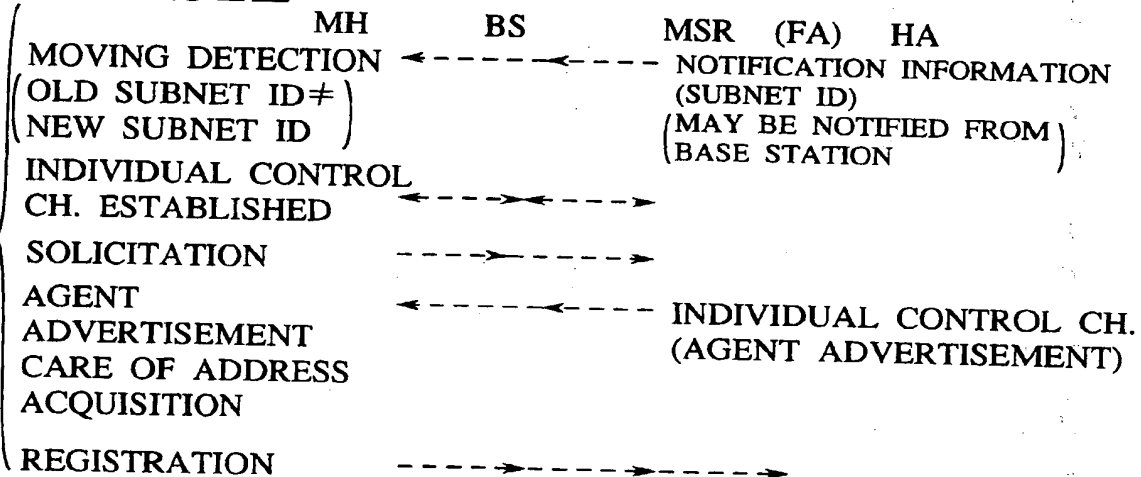 MH BS MSR (FA) HA
MOVING DETECTION
(OLD SUBNET ID≠
NEW SUBNET ID)
NOTIFICATION INFORMATION
(SUBNET ID)
(MAY BE NOTIFIED FROM
BASE STATION)
INDIVIDUAL CONTROL
CH. ESTABLISHED
SOLICITATION
AGENT
ADVERTISEMENT
CARE OF ADDRESS
ACQUISITION
INDIVIDUAL CONTROL CH.
(AGENT ADVERTISEMENT)
REGISTRATION